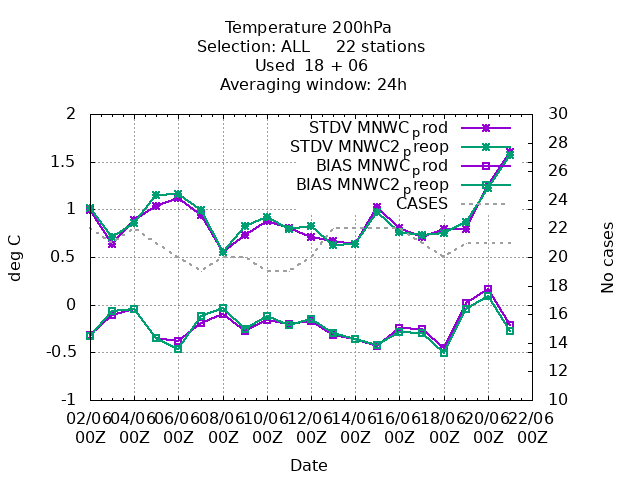 Temperature 200hPa
Selection: ALL     22 stations
Used  18 + 06
Averaging window: 24h
STDV MNWC_prod
STDV MNWC2_preop
BIAS MNWC_prod
BIAS MNWC2_preop
CASES
2
1.5
1
0.5
0
-0.5
-1
deg C
30
28
26
24
22
20
18
16
14
12
10
No cases
02/06 04/06 06/06 08/06 10/06 12/06 14/06 16/06 18/06 20/06 22/06
00Z 00Z 00Z 00Z 00Z 00Z 00Z 00Z 00Z 00Z 00Z
Date